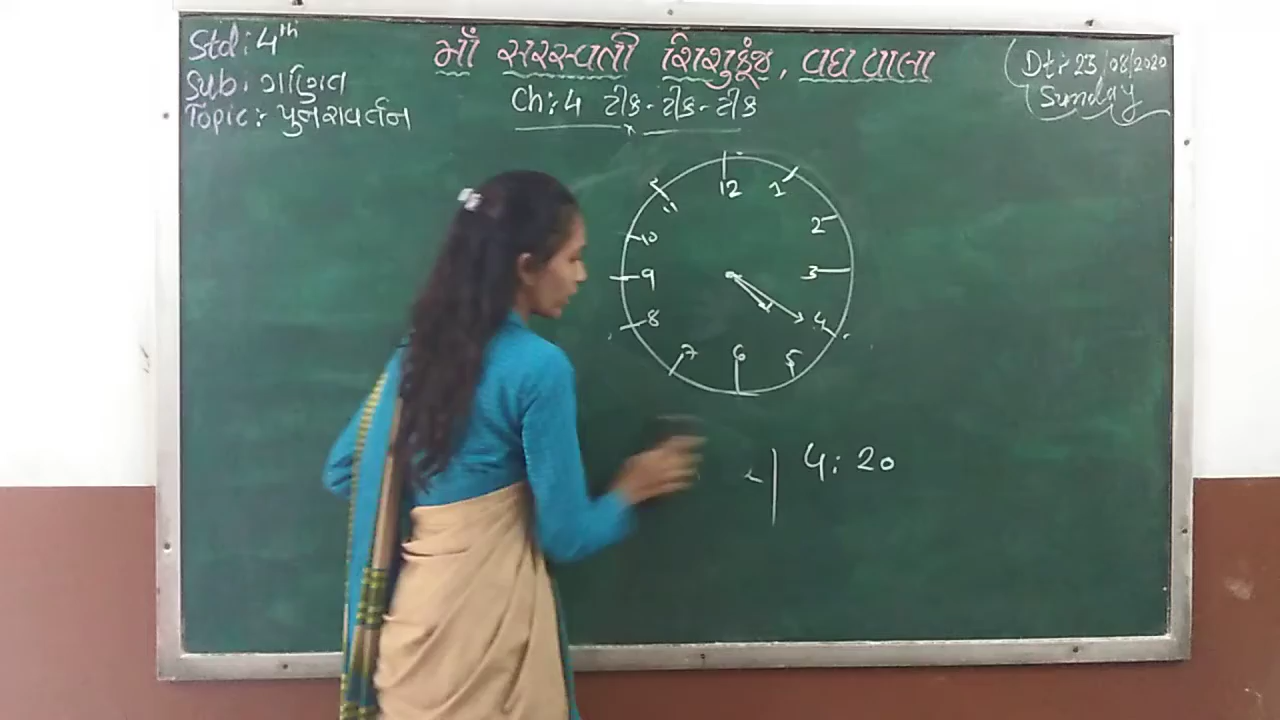 Std: 4th
Sub: ગણિત
Topic:- પુનરાવર્તન
માઁ સરસ્વતી શિશુકૂંજ, વઘવાલા
Ch: 4 ટીક-ટીક-ટીક
Dt:- 23/08/2020
Sunday
12
11
1
10
2
9
3
8
4
7
6
5
4: 20